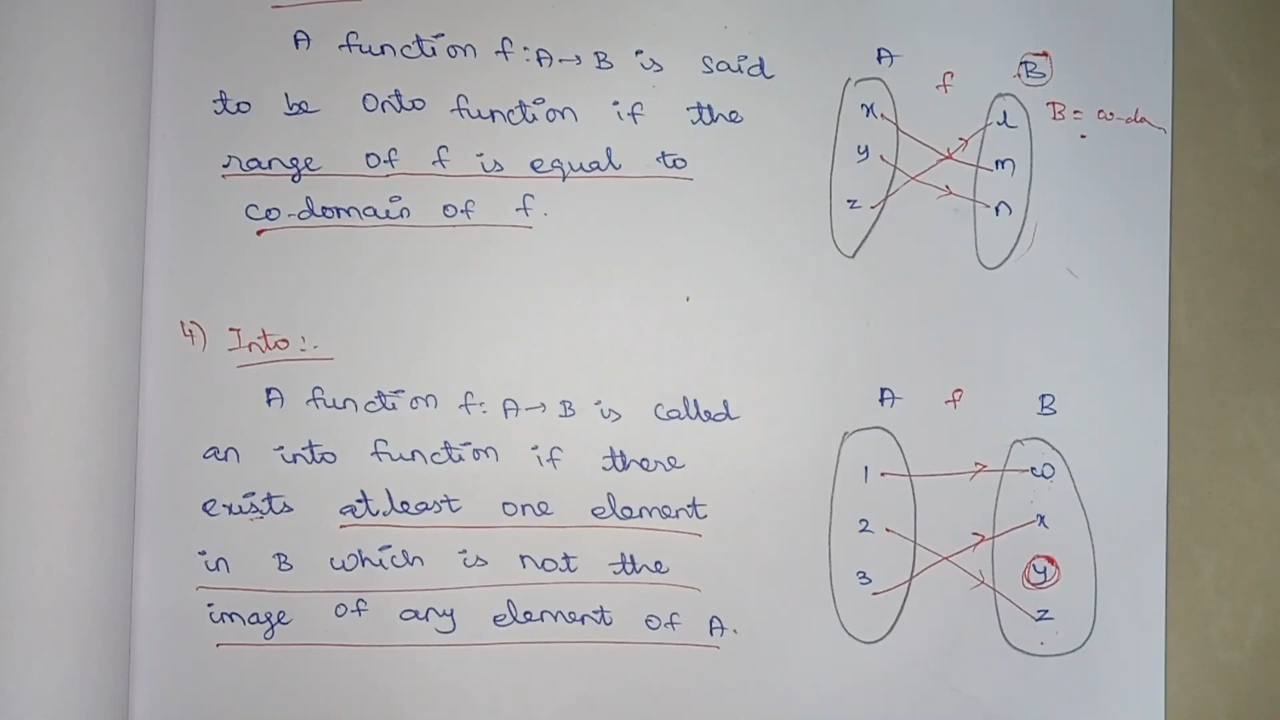 A function f: A→ B is said
to be Onto function if the
range of f is equal to
co-domain of f.
A f B
x l B = co-dom
y m
z n
4) Into:-
A function f: A→ B is called
an into function if there
exists atleast one element
in B which is not the
image of any element of A.
A f B
1 w
2 x
3 y
z